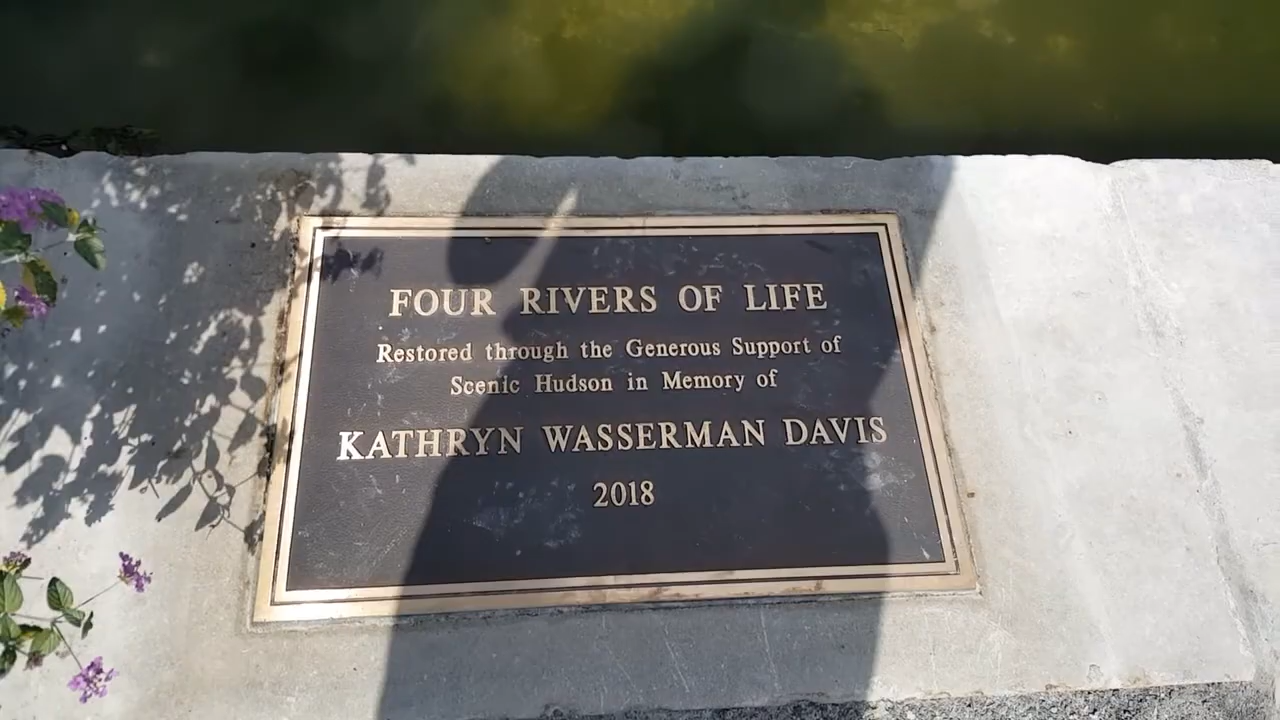 FOUR RIVERS OF LIFE
Restored through the Generous Support of
Scenic Hudson in Memory of
KATHRYN WASSERMAN DAVIS
2018